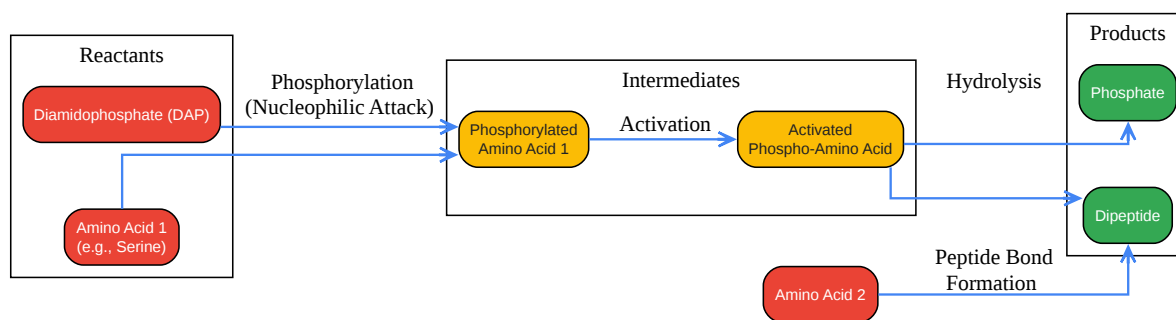 Reactants
Diamidophosphate (DAP)
Amino Acid 1
(e.g., Serine)
Phosphorylation
(Nucleophilic Attack)
Intermediates
Phosphorylated
Amino Acid 1
Activation
Activated
Phospho-Amino Acid
Hydrolysis
Products
Phosphate
Dipeptide
Peptide Bond
Formation
Amino Acid 2